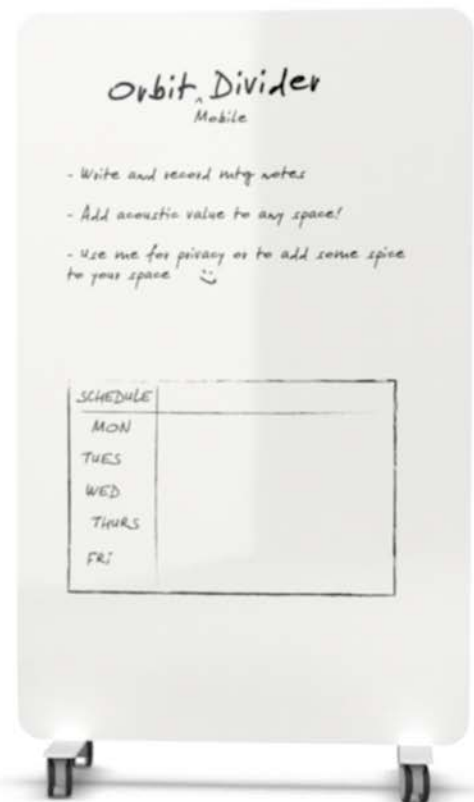 Orbit ‸ Divider
Mobile
- Write and record mtg notes
- Add acoustic value to any space!
- Use me for privacy or to add some spice
to your space :)
SCHEDULE
MON
TUES
WED
THURS
FRI